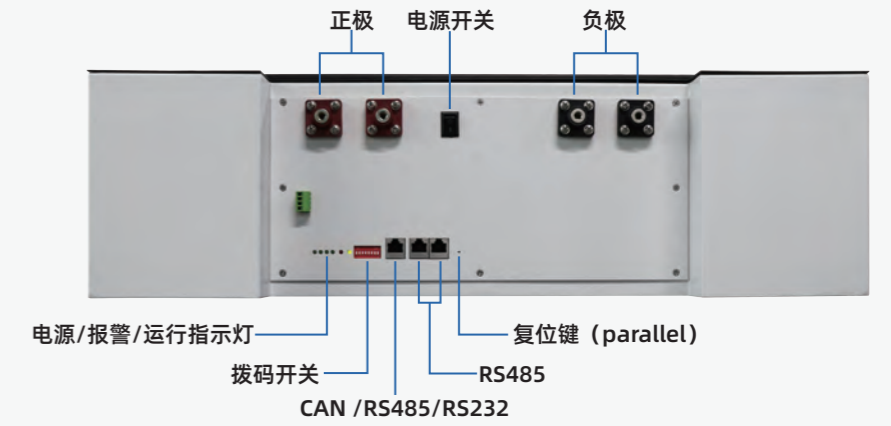 正极
电源开关
负极
电源/报警/运行指示灯
复位键（parallel）
拨码开关
RS485
CAN /RS485/RS232